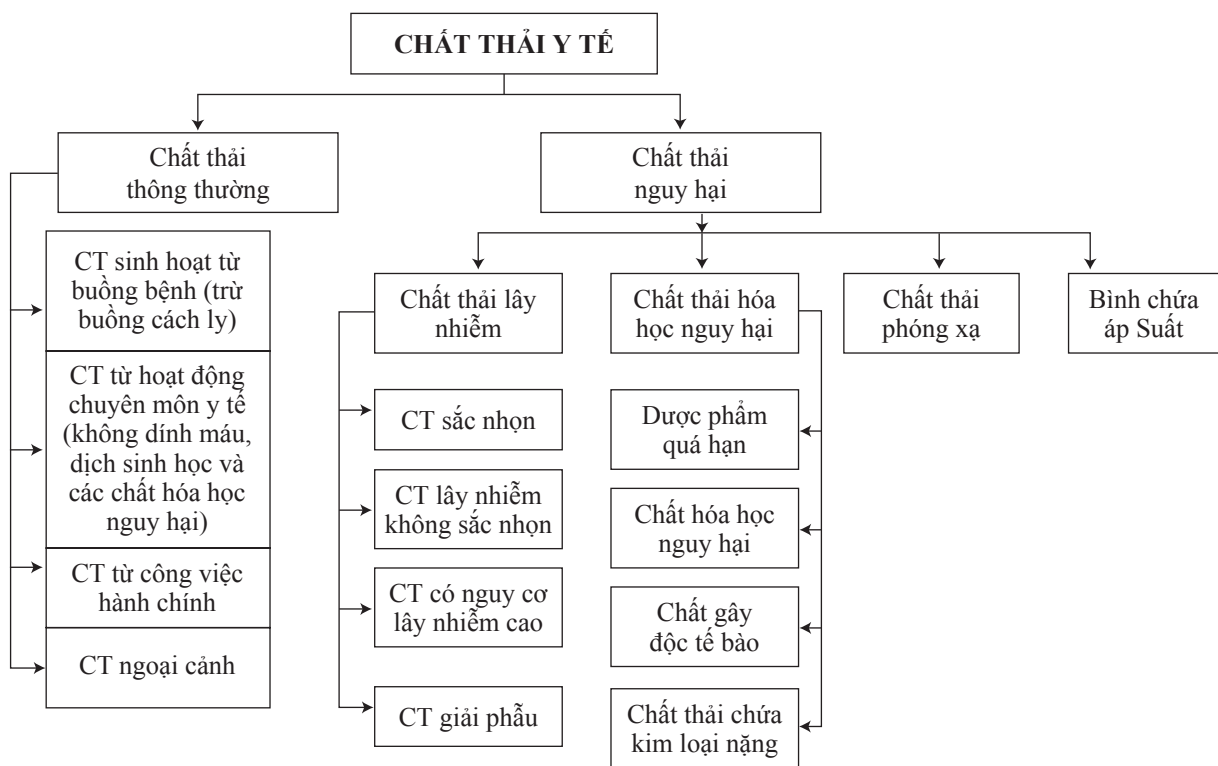 CHẤT THẢI Y TẾ
Chất thải
thông thường
Chất thải
nguy hại
CT sinh hoạt từ
buồng bệnh (trừ
buồng cách ly)
CT từ hoạt động
chuyên môn y tế
(không dính máu,
dịch sinh học và
các chất hóa học
nguy hại)
CT từ công việc
hành chính
CT ngoại cảnh
Chất thải lây
nhiễm
CT sắc nhọn
CT lây nhiễm
không sắc nhọn
CT có nguy cơ
lây nhiễm cao
CT giải phẫu
Chất thải hóa
học nguy hại
Dược phẩm
quá hạn
Chất hóa học
nguy hại
Chất gây
độc tế bào
Chất thải chứa
kim loại nặng
Chất thải
phóng xạ
Bình chứa
áp Suất